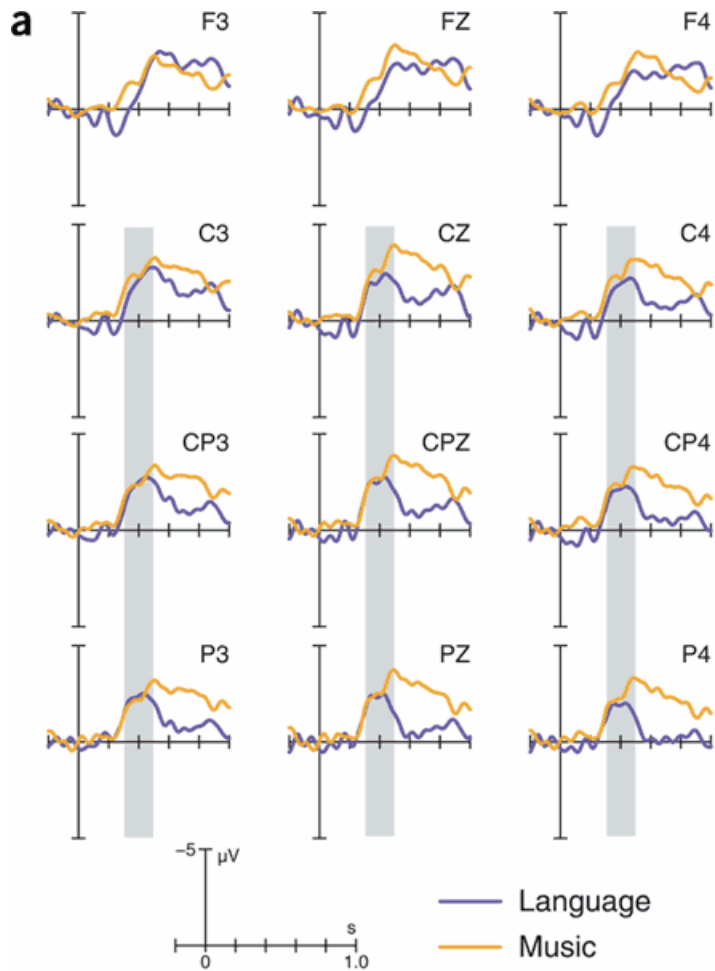 a
F3 FZ F4
C3 CZ C4
CP3 CPZ CP4
P3 PZ P4
–5 μV
s
0 1.0
Language
Music